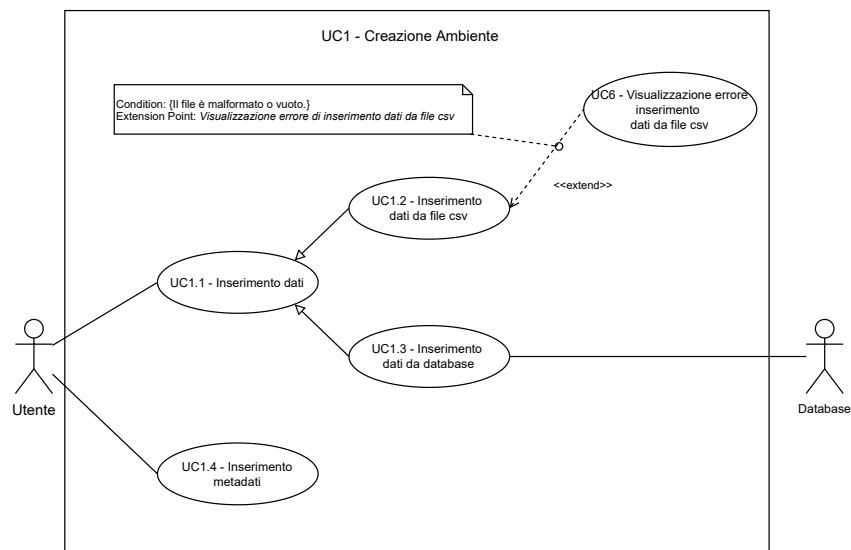 UC1 - Creazione Ambiente
Condition: {Il file è malformato o vuoto.}
Extension Point: Visualizzazione errore di inserimento dati da file csv
UC6 - Visualizzazione errore
inserimento
dati da file csv
<<extend>>
UC1.2 - Inserimento
dati da file csv
UC1.1 - Inserimento dati
UC1.3 - Inserimento
dati da database
Utente
Database
UC1.4 - Inserimento
metadati